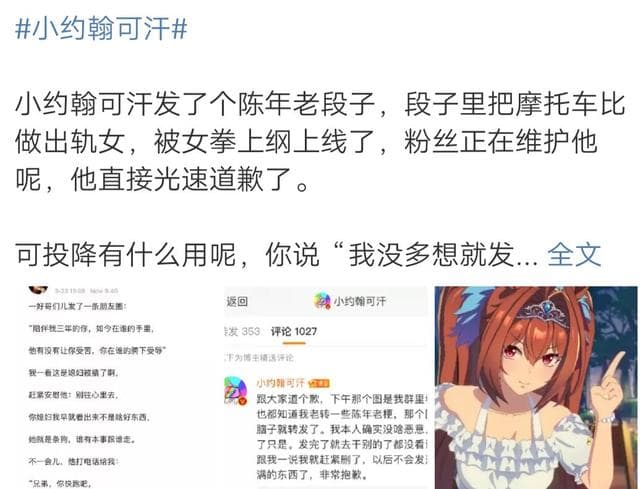 #小约翰可汗#
小约翰可汗发了个陈年老段子，段子里把摩托车比
做出轨女，被女拳上纲上线了，粉丝正在维护他
呢，他直接光速道歉了。
可投降有什么用呢，你说“我没多想就发... 全文
一好哥们儿发了一条朋友圈：
“陪伴我三年的你，如今在谁的手里，
他有没有让你受苦，你在谁的胯下受辱”
我一看这是媳妇被撬了啊，
赶紧安慰他：别往心里去，
你媳妇我早就看出来不是啥好东西，
她就是条狗，谁有本事跟谁走。
不一会儿，他打电话给我：
“兄弟，你快跑吧，
返回
小约翰可汗
发 353 评论 1027
下为博主精选评论
小约翰可汗
跟大家道个歉，下午那个图是我群里
也都知道我老转一些陈年老梗，那个
脑子就转发了。我本人确实没啥恶意，
了只是。发完了就去干别的了都没看
跟我一说我就赶紧删了，以后不会发
满的东西了，非常抱歉。